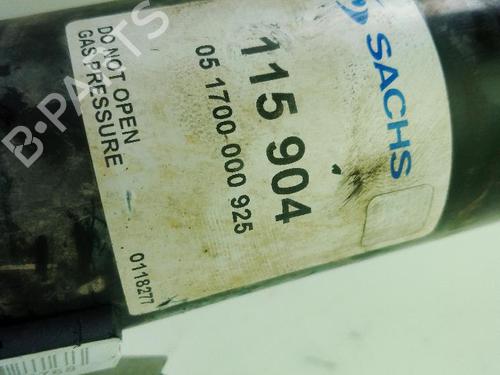 SACHS
115 904
05 1700-000 925
DO NOT OPEN
GAS PRESSURE
0118277
B-PARTS